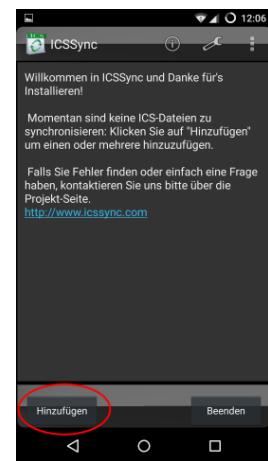 12:06
ICSSync
Willkommen in ICSSync und Danke für's
Installieren!
Momentan sind keine ICS-Dateien zu
synchronisieren: Klicken Sie auf "Hinzufügen"
um einen oder mehrere hinzuzufügen.
Falls Sie Fehler finden oder einfach eine Frage
haben, kontaktieren Sie uns bitte über die
Projekt-Seite.
http://www.icssync.com
Hinzufügen
Beenden